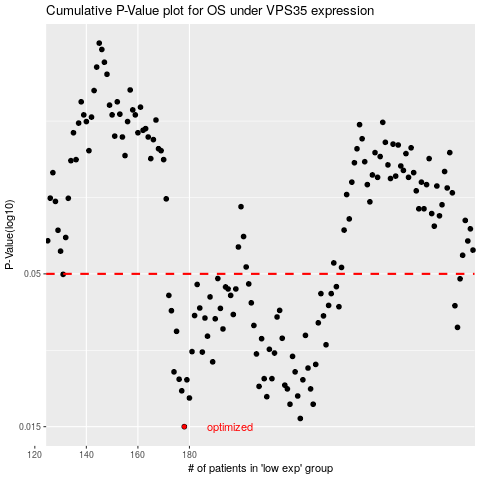 Cumulative P-Value plot for OS under VPS35 expression
P-Value(log10)
0.05
0.015
optimized
120 140 160 180
# of patients in 'low exp' group